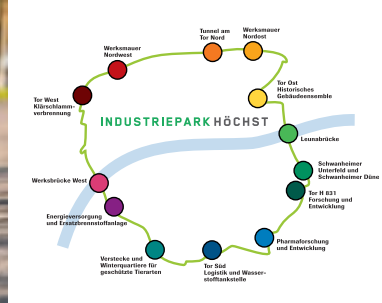 Tunnel am
Tor Nord
Werksmauer
Nordost
Werksmauer
Nordwest
Tor West
Klärschlamm-
verbrennung
Tor Ost
Historisches
Gebäudeensemble
INDUSTRIEPARK HÖCHST
Leunabrücke
Schwanheimer
Unterfeld und
Schwanheimer Düne
Werksbrücke West
Tor H 831
Forschung und
Entwicklung
Energieversorgung
und Ersatzbrennstoffanlage
Pharmaforschung
und Entwicklung
Verstecke und
Winterquartiere für
geschützte Tierarten
Tor Süd
Logistik und Wasser-
stofftankstelle